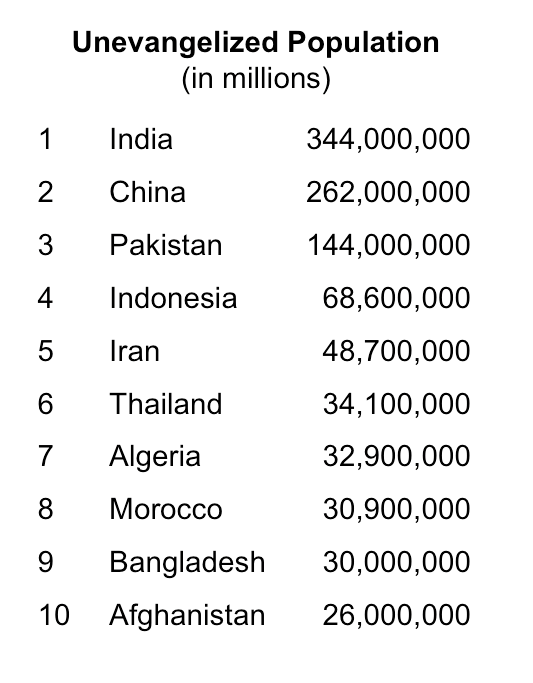 Unevangelized Population
(in millions)
1 India 344,000,000
2 China 262,000,000
3 Pakistan 144,000,000
4 Indonesia 68,600,000
5 Iran 48,700,000
6 Thailand 34,100,000
7 Algeria 32,900,000
8 Morocco 30,900,000
9 Bangladesh 30,000,000
10 Afghanistan 26,000,000